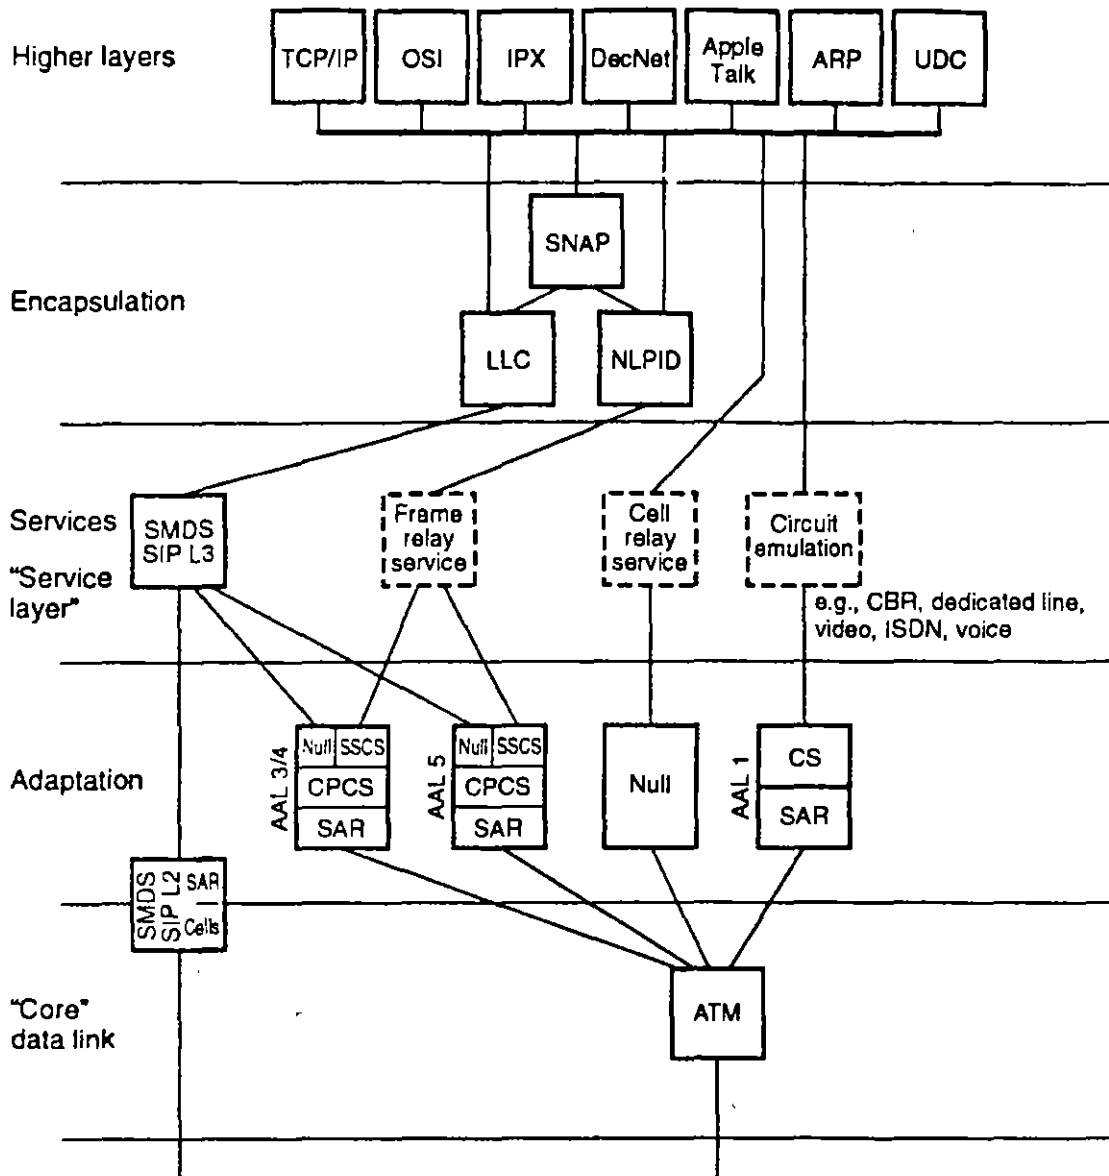 Higher layers
TCP/IP
OSI
IPX
DecNet
Apple
Talk
ARP
UDC
Encapsulation
SNAP
LLC
NLPID
Services
"Service
layer"
SMDS
SIP L3
Frame
relay
service
Cell
relay
service
Circuit
emulation
e.g., CBR, dedicated line,
video, ISDN, voice
Adaptation
AAL 3/4
Null
SSCS
CPCS
SAR
AAL 5
Null
SSCS
CPCS
SAR
Null
AAL 1
CS
SAR
SMDS
SIP L2
SAR
Cells
"Core"
data link
ATM